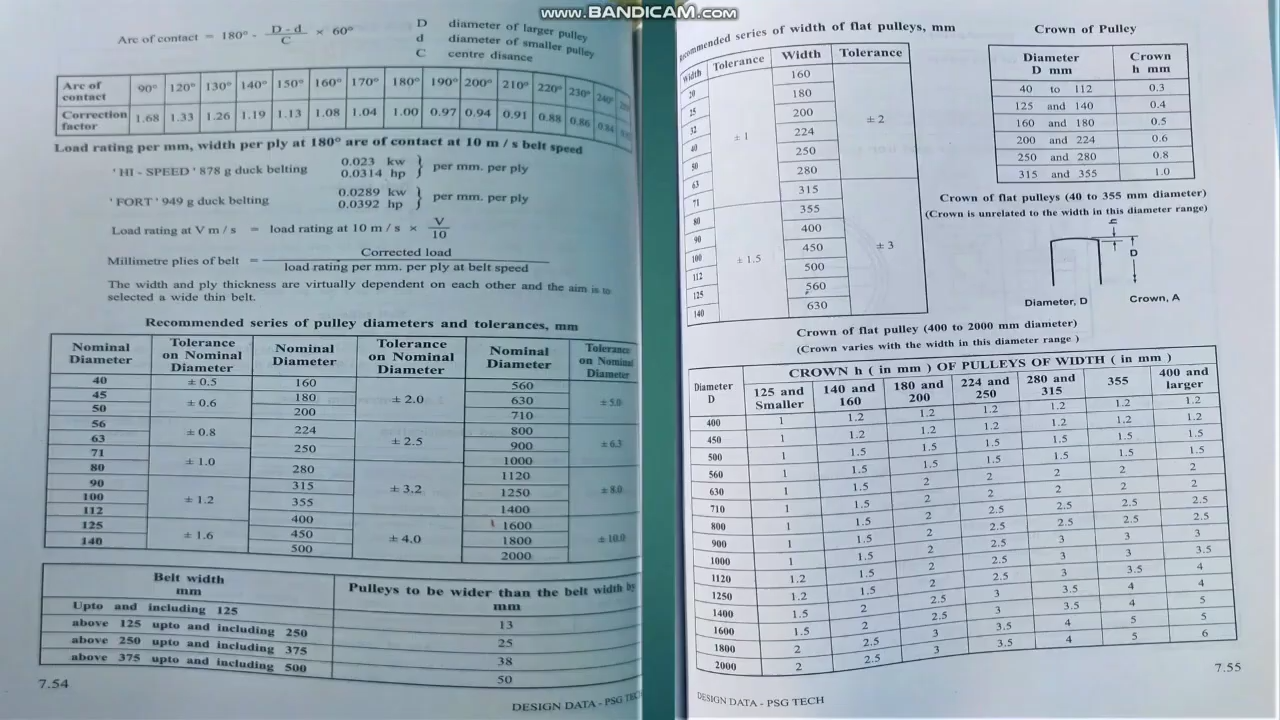 www.BANDICAM.com
Arc of contact = 180° - D - d / C × 60°
D diameter of larger pulley
d diameter of smaller pulley
C centre disance
Arc of contact 90° 120° 130° 140° 150° 160° 170° 180° 190° 200° 210° 220° 230° 240°
Correction factor 1.68 1.33 1.26 1.19 1.13 1.08 1.04 1.00 0.97 0.94 0.91 0.88 0.86 0.84
Load rating per mm, width per ply at 180° are of contact at 10 m / s belt speed
' HI - SPEED ' 878 g duck belting 0.023 kw 0.0314 hp } per mm. per ply
' FORT ' 949 g duck belting 0.0289 kw 0.0392 hp } per mm. per ply
Load rating at V m / s = load rating at 10 m / s × V / 10
Millimetre plies of belt = Corrected load / load rating per mm. per ply at belt speed
The width and ply thickness are virtually dependent on each other and the aim is to
selected a wide thin belt.
Recommended series of pulley diameters and tolerances, mm
Nominal Diameter Tolerance on Nominal Diameter Nominal Diameter Tolerance on Nominal Diameter Nominal Diameter Tolerance on Nominal Diameter
40 ± 0.5 160 ± 2.0 560 ± 5.0
45 ± 0.6 180 630
50 200 710
56 ± 0.8 224 ± 2.5 800 ± 6.3
63 250 900
71 ± 1.0 1000
80 280 ± 3.2 1120 ± 8.0
90 ± 1.2 315 1250
100 355 1400
112 400 ± 4.0 1600 ± 10.0
125 ± 1.6 450 1800
140 500 2000
Belt width mm Pulleys to be wider than the belt width by mm
Upto and including 125 13
above 125 upto and including 250 25
above 250 upto and including 375 38
above 375 upto and including 500 50
7.54
DESIGN DATA - PSG TECH
Recommended series of width of flat pulleys, mm
Width Tolerance Width Tolerance
20 ± 1 160 ± 2
25 180
32 200
40 224
50 250
63 280
71 315 ± 3
80 ± 1.5 355
90 400
100 450
112 500
125 560
140 630
Crown of Pulley
Diameter D mm Crown h mm
40 to 112 0.3
125 and 140 0.4
160 and 180 0.5
200 and 224 0.6
250 and 280 0.8
315 and 355 1.0
Crown of flat pulleys (40 to 355 mm diameter)
(Crown is unrelated to the width in this diameter range)
h
D
Diameter, D Crown, A
Crown of flat pulley (400 to 2000 mm diameter)
(Crown varies with the width in this diameter range )
Diameter D CROWN h ( in mm ) OF PULLEYS OF WIDTH ( in mm )
125 and Smaller 140 and 160 180 and 200 224 and 250 280 and 315 355 400 and larger
400 1 1.2 1.2 1.2 1.2 1.2 1.2
450 1 1.2 1.2 1.2 1.2 1.2 1.2
500 1 1.5 1.5 1.5 1.5 1.5 1.5
560 1 1.5 1.5 1.5 1.5 1.5 1.5
630 1 1.5 2 2 2 2 2
710 1 1.5 2 2 2 2 2
800 1 1.5 2 2.5 2.5 2.5 2.5
900 1 1.5 2 2.5 2.5 2.5 2.5
1000 1 1.5 2 2.5 3 3 3
1120 1.2 1.5 2 2.5 3 3 3.5
1250 1.2 1.5 2 2.5 3 3.5 4
1400 1.5 2 2.5 3 3.5 4 4
1600 1.5 2 2.5 3 3.5 4 5
1800 2 2.5 3 3.5 4 5 5
2000 2 2.5 3 3.5 4 5 6
7.55
DESIGN DATA - PSG TECH